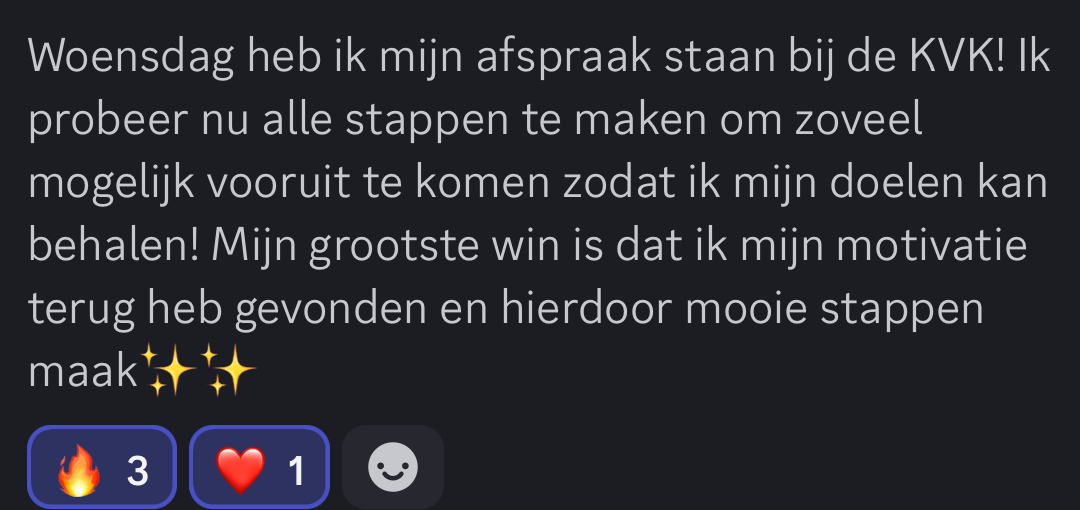 Woensdag heb ik mijn afspraak staan bij de KVK! Ik
probeer nu alle stappen te maken om zoveel
mogelijk vooruit te komen zodat ik mijn doelen kan
behalen! Mijn grootste win is dat ik mijn motivatie
terug heb gevonden en hierdoor mooie stappen
maak✨✨
🔥 3 ❤️ 1